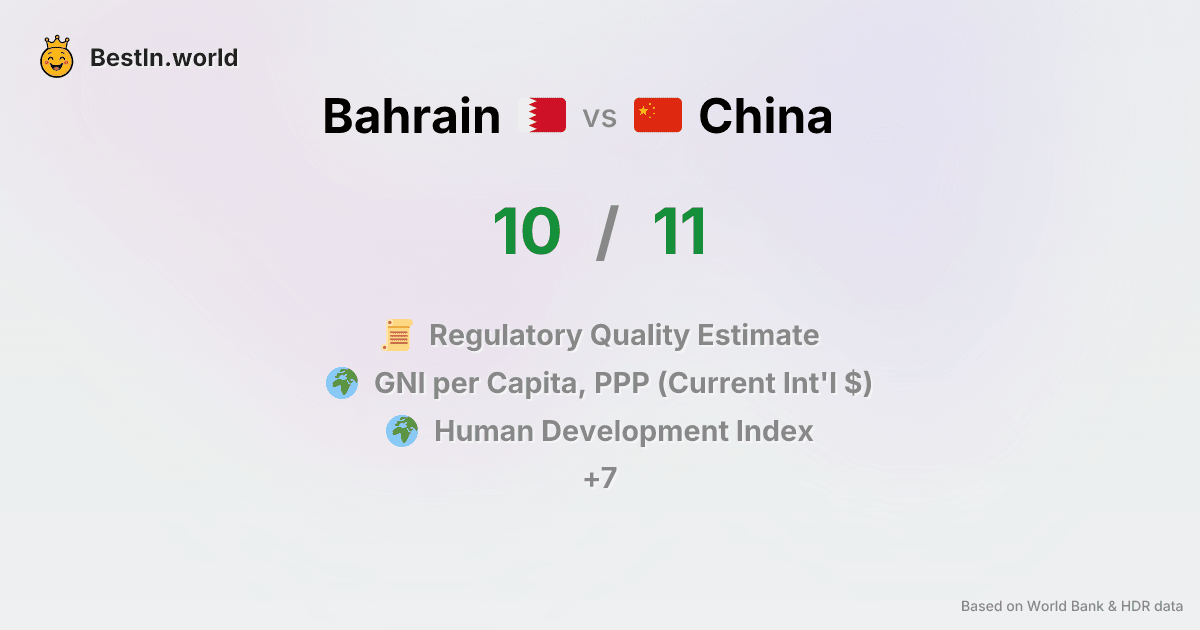 BestIn.world
Bahrain vs China
10 / 11
Regulatory Quality Estimate
GNI per Capita, PPP (Current Int'l $)
Human Development Index
+7
Based on World Bank & HDR data